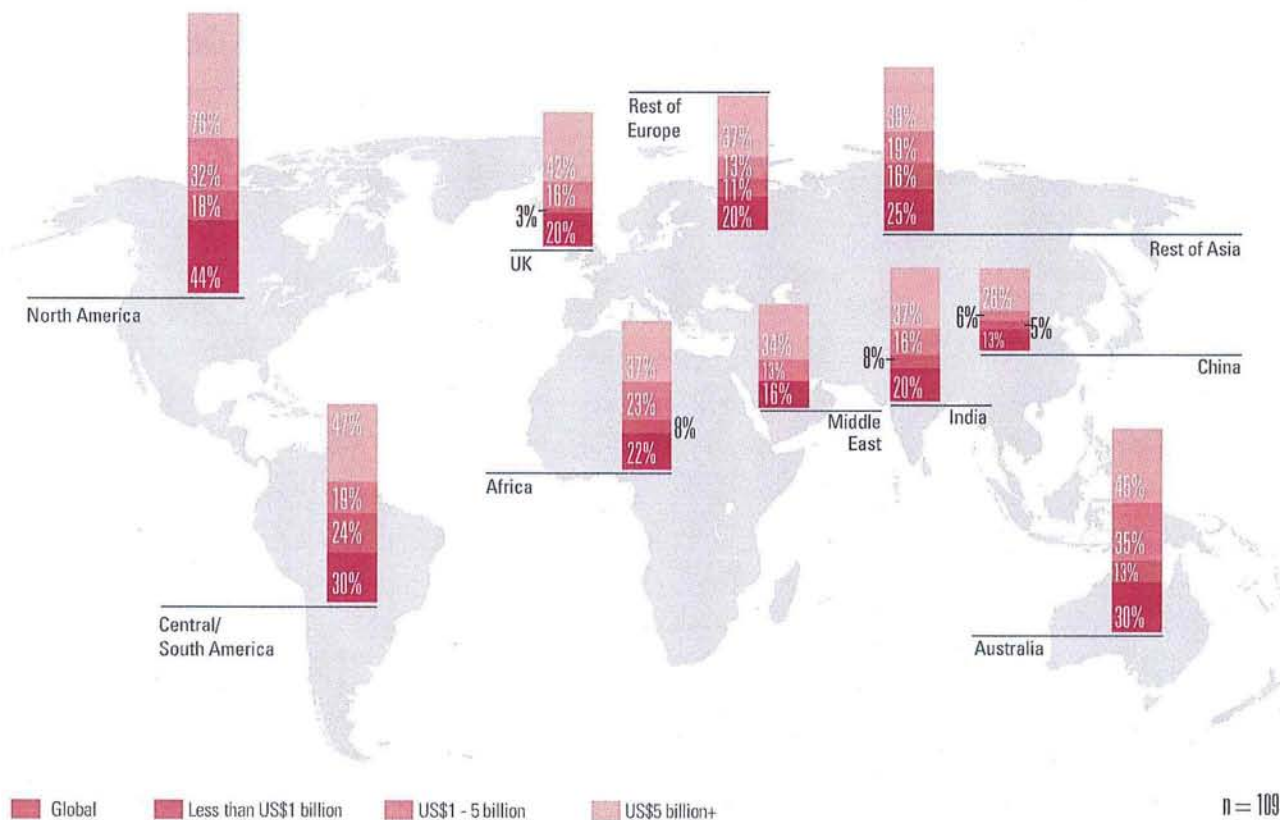 76%
32%
18%
44%
North America
42%
16%
3%
20%
UK
Rest of
Europe
37%
13%
11%
20%
19%
16%
25%
Rest of Asia
47%
19%
24%
30%
Central/
South America
37%
23%
8%
22%
Africa
34%
13%
16%
Middle
East
37%
16%
8%
20%
India
26%
6%
5%
13%
China
35%
13%
30%
Australia
Global
Less than US$1 billion
US$1 - 5 billion
US$5 billion+
n = 109